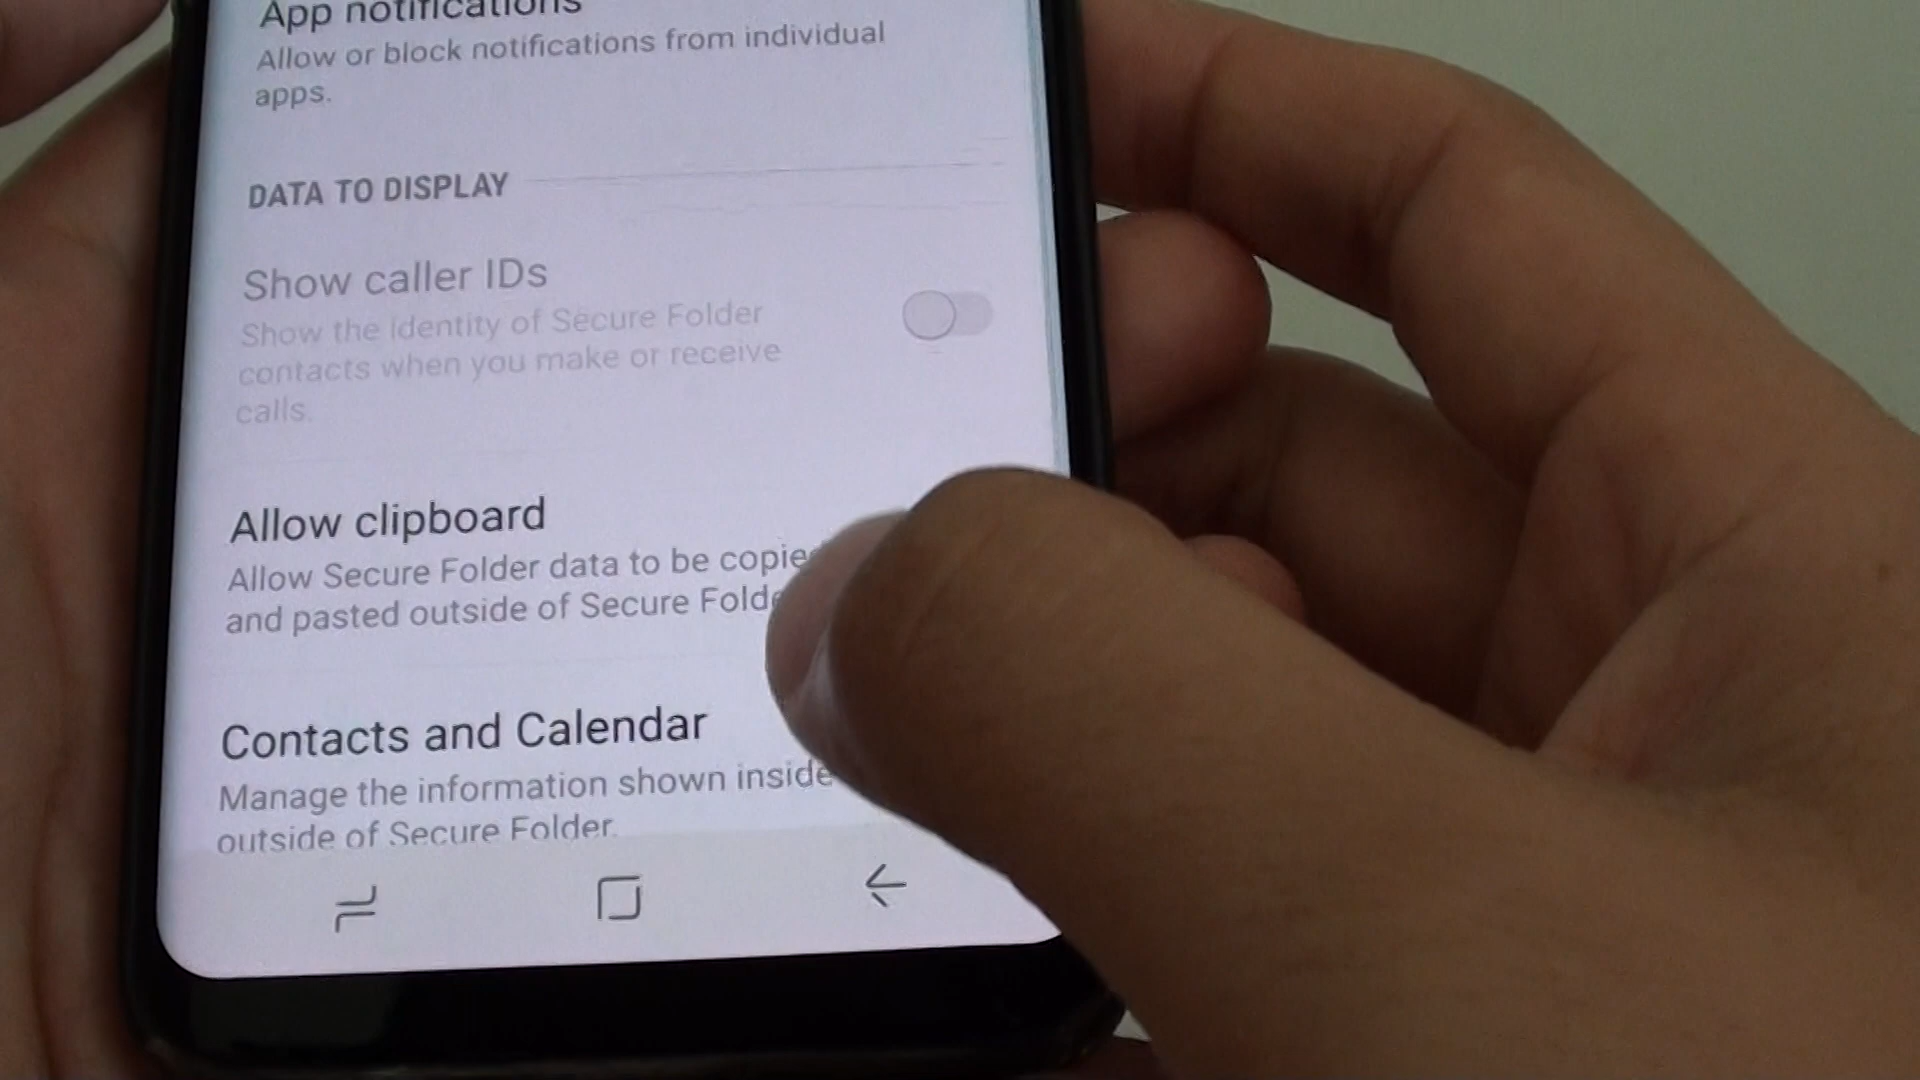 App notifications
Allow or block notifications from individual
apps.
DATA TO DISPLAY
Show caller IDs
Show the identity of Secure Folder
contacts when you make or receive
calls.
Allow clipboard
Allow Secure Folder data to be copie
and pasted outside of Secure Folde
Contacts and Calendar
Manage the information shown inside
outside of Secure Folder.